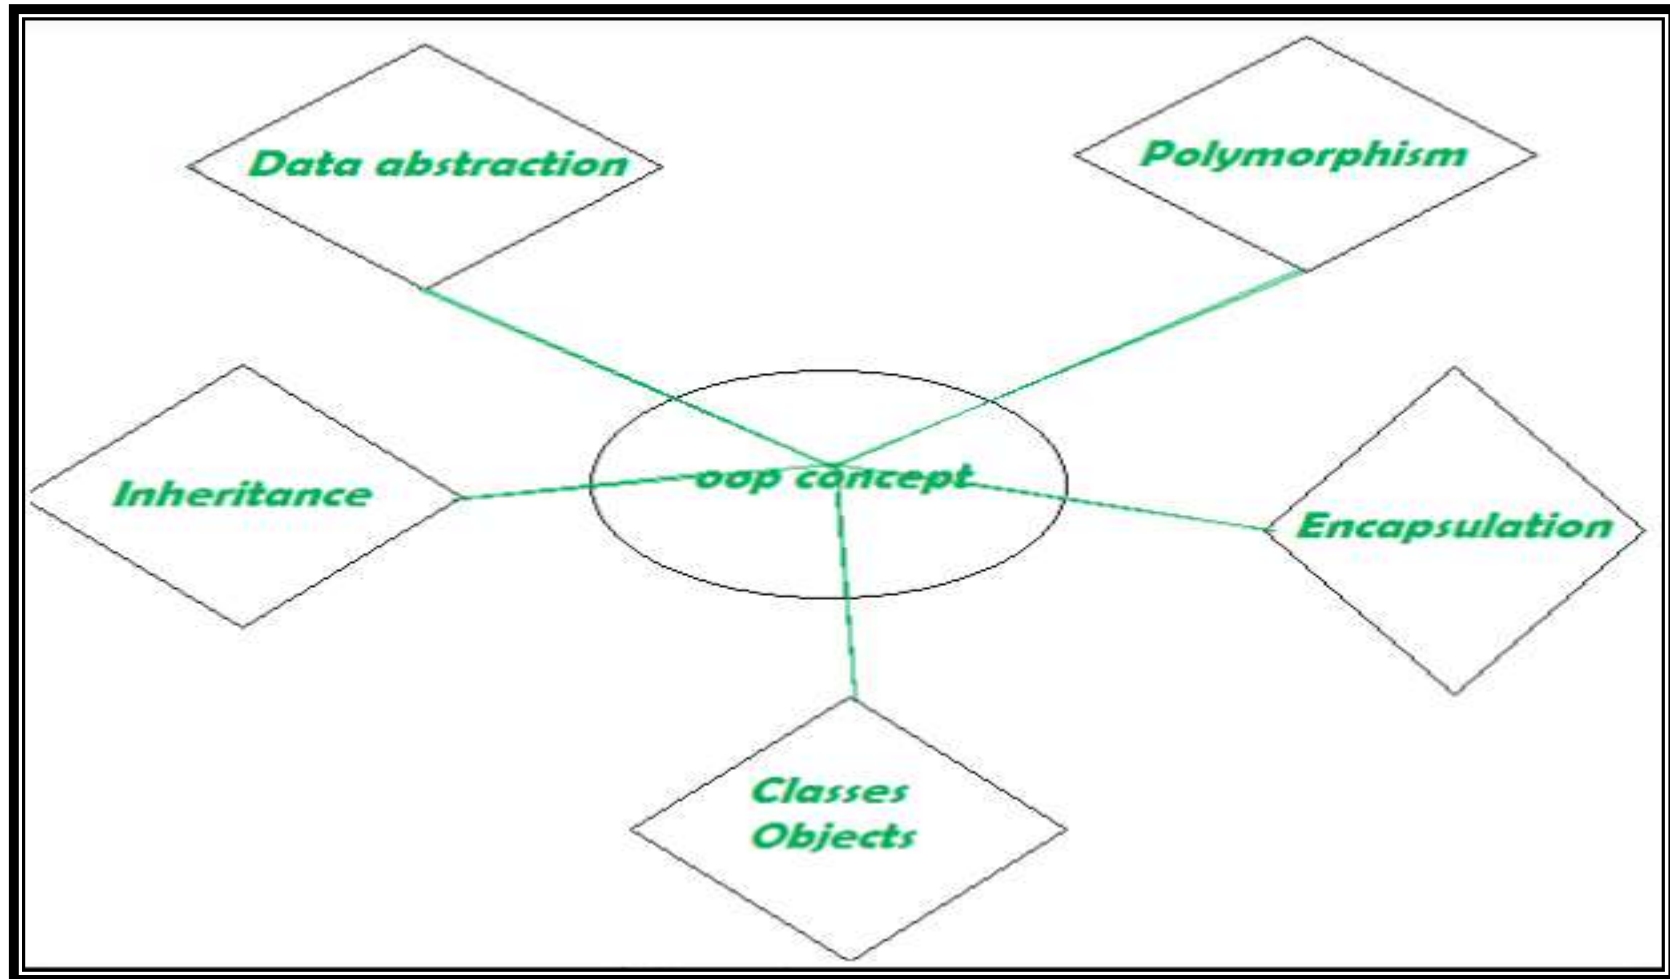 Data abstraction
Polymorphism
Inheritance
oop concept
Encapsulation
Classes
Objects